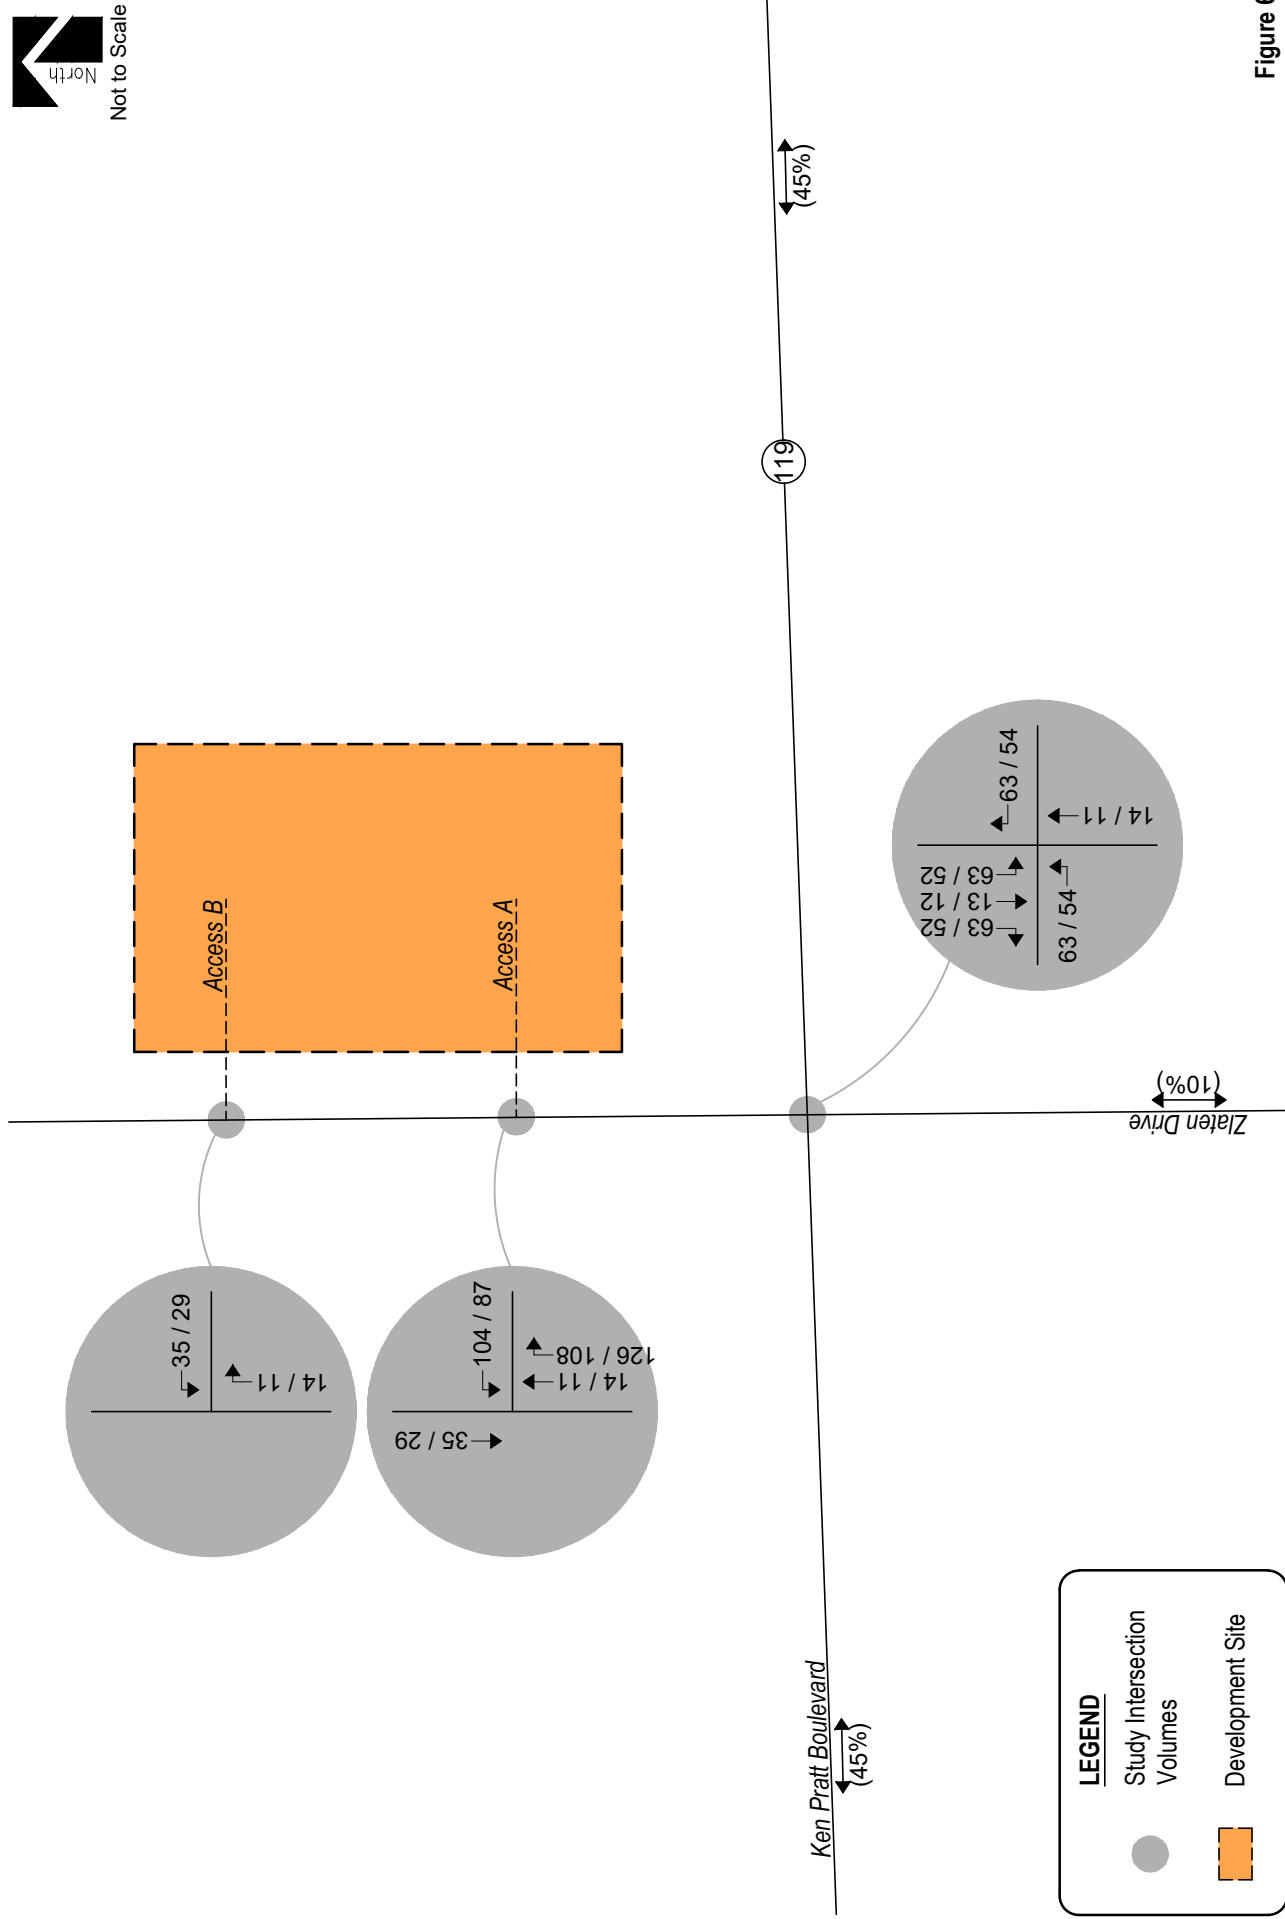 North
Not to Scale
Access B
Access A
35 / 29
14 / 11
104 / 87
126 / 108
14 / 11
35 / 29
119
(45%)
63 / 54
14 / 11
63 / 52
13 / 12
63 / 52
63 / 54
Zlaten Drive
(10%)
Ken Pratt Boulevard
(45%)
LEGEND
Study Intersection
Volumes
Development Site
Figure 6